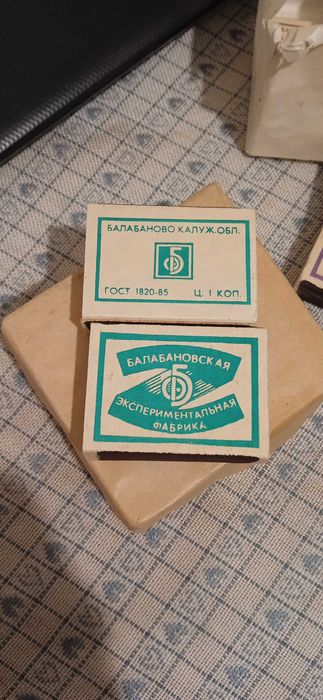 БАЛАБАНОВО КАЛУЖ.ОБЛ.
Б
ГОСТ 1820-85 Ц. 1 КОП.
БАЛАБАНОВСКАЯ
Б
ЭКСПЕРИМЕНТАЛЬНАЯ
ФАБРИКА